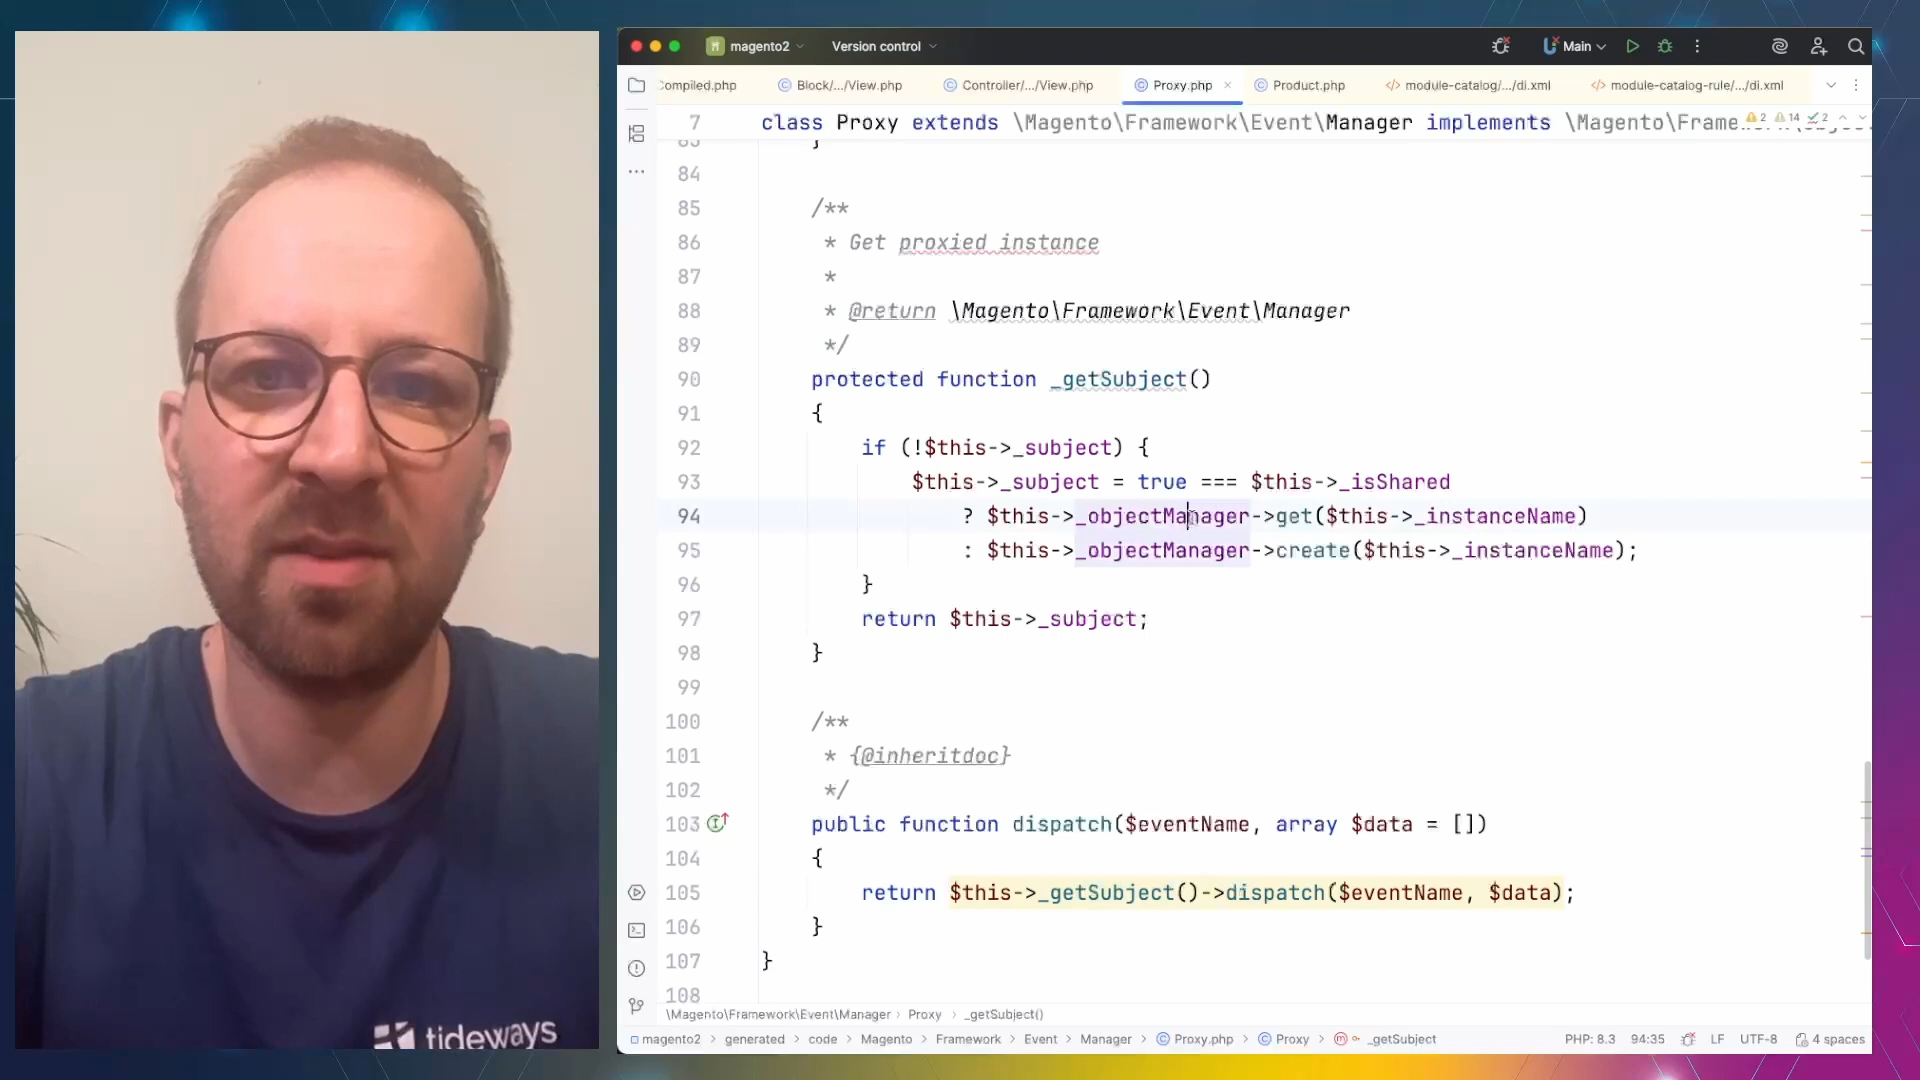 tideways
magento2
Version control
Main
Compiled.php
Block/.../View.php
Controller/.../View.php
Proxy.php
Product.php
module-catalog/.../di.xml
module-catalog-rule/.../di.xml
7 class Proxy extends \Magento\Framework\Event\Manager implements \Magento\Frame
2 14 2
83 }
84
85 /**
86 * Get proxied instance
87 *
88 * @return \Magento\Framework\Event\Manager
89 */
90 protected function _getSubject()
91 {
92 if (!$this->_subject) {
93 $this->_subject = true === $this->_isShared
94 ? $this->_objectManager->get($this->_instanceName)
95 : $this->_objectManager->create($this->_instanceName);
96 }
97 return $this->_subject;
98 }
99
100 /**
101 * {@inheritdoc}
102 */
103 public function dispatch($eventName, array $data = [])
104 {
105 return $this->_getSubject()->dispatch($eventName, $data);
106 }
107 }
108
\Magento\Framework\Event\Manager › Proxy › _getSubject()
magento2 › generated › code › Magento › Framework › Event › Manager › Proxy.php › Proxy › _getSubject
PHP: 8.3 94:35 LF UTF-8 4 spaces